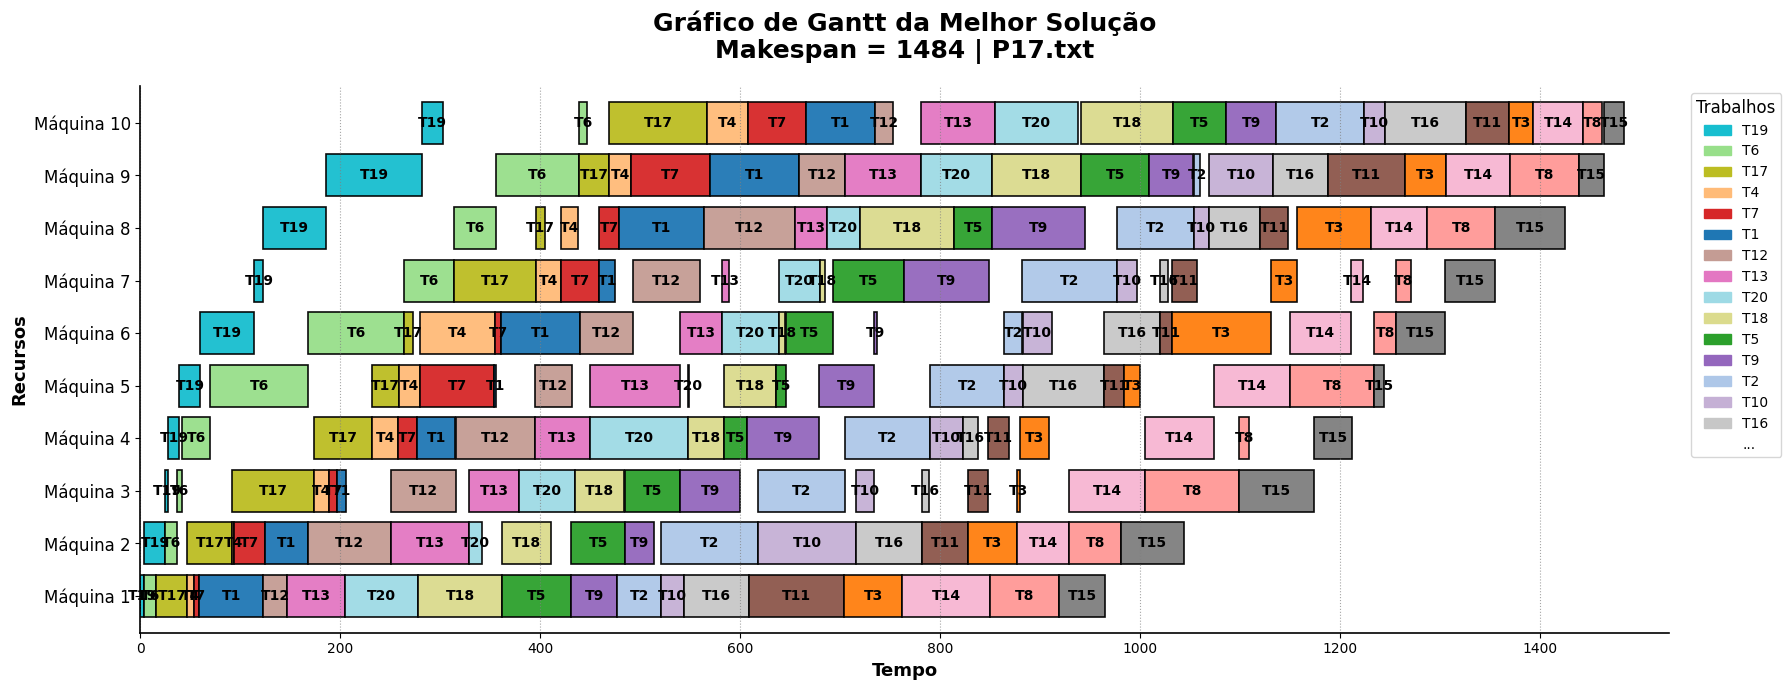 Gráfico de Gantt da Melhor Solução
Makespan = 1484 | P17.txt
Recursos
Máquina 10 T19 T6 T17 T4 T7 T1 T12 T13 T20 T18 T5 T9 T2 T10 T16 T11 T3 T14 T8 T15
Máquina 9 T19 T6 T17 T4 T7 T1 T12 T13 T20 T18 T5 T9 T2 T10 T16 T11 T3 T14 T8 T15
Máquina 8 T19 T6 T17 T4 T7 T1 T12 T13 T20 T18 T5 T9 T2 T10 T16 T11 T3 T14 T8 T15
Máquina 7 T19 T6 T17 T4 T7 T1 T12 T13 T20 T18 T5 T9 T2 T10 T16 T11 T3 T14 T8 T15
Máquina 6 T19 T6 T17 T4 T7 T1 T12 T13 T20 T18 T5 T9 T2 T10 T16 T11 T3 T14 T8 T15
Máquina 5 T19 T6 T17 T4 T7 T1 T12 T13 T20 T18 T5 T9 T2 T10 T16 T11 T3 T14 T8 T15
Máquina 4 T19 T6 T17 T4 T7 T1 T12 T13 T20 T18 T5 T9 T2 T10 T16 T11 T3 T14 T8 T15
Máquina 3 T19 T6 T17 T4 T7 T1 T12 T13 T20 T18 T5 T9 T2 T10 T16 T11 T3 T14 T8 T15
Máquina 2 T19 T6 T17 T4 T7 T1 T12 T13 T20 T18 T5 T9 T2 T10 T16 T11 T3 T14 T8 T15
Máquina 1 T19 T6 T17 T4 T7 T1 T12 T13 T20 T18 T5 T9 T2 T10 T16 T11 T3 T14 T8 T15
0 200 400 600 800 1000 1200 1400
Tempo
Trabalhos
T19
T6
T17
T4
T7
T1
T12
T13
T20
T18
T5
T9
T2
T10
T16
...